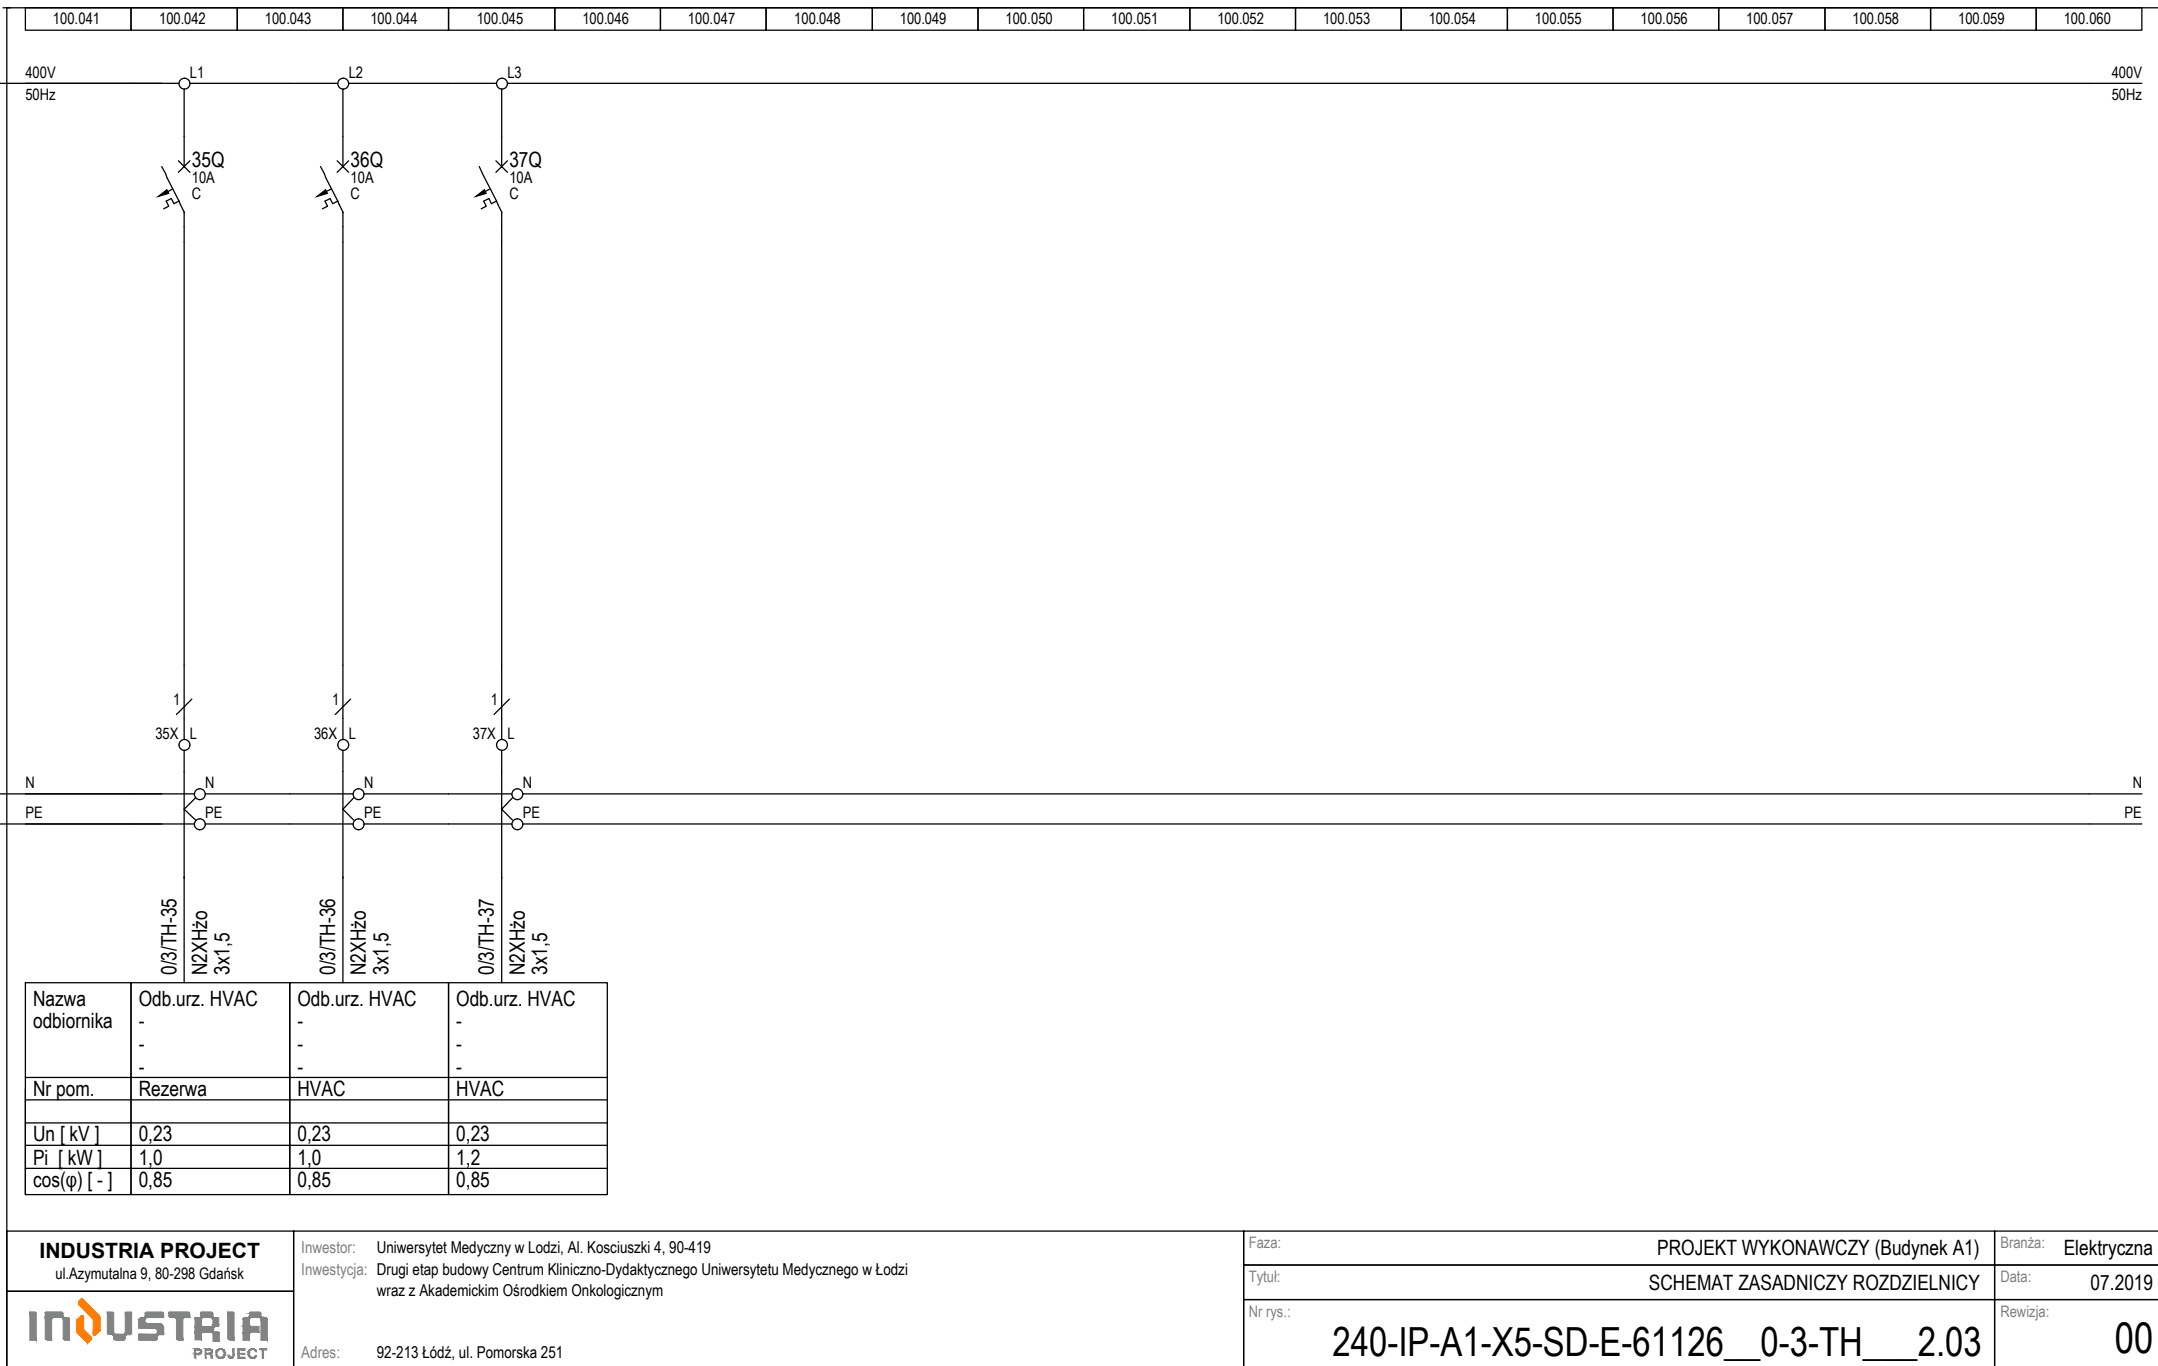 100.041 100.042 100.043 100.044 100.045 100.046 100.047 100.048 100.049 100.050 100.051 100.052 100.053 100.054 100.055 100.056 100.057 100.058 100.059 100.060
400V L1 L2 L3 400V
50Hz 50Hz
35Q 36Q 37Q
10A 10A 10A
C C C
1 1 1
35X L 36X L 37X L
N N N N N
PE PE PE PE PE
0/3/TH-35
N2XHżo
3x1,5
0/3/TH-36
N2XHżo
3x1,5
0/3/TH-37
N2XHżo
3x1,5
Nazwa Odb.urz. HVAC Odb.urz. HVAC Odb.urz. HVAC
odbiornika - - -
- - -
- - -
Nr pom. Rezerwa HVAC HVAC
Un [ kV ] 0,23 0,23 0,23
Pi [ kW ] 1,0 1,0 1,2
cos(φ) [ - ] 0,85 0,85 0,85
INDUSTRIA PROJECT
ul.Azymutalna 9, 80-298 Gdańsk
INDUSTRIA
PROJECT
Inwestor: Uniwersytet Medyczny w Lodzi, Al. Kosciuszki 4, 90-419
Inwestycja: Drugi etap budowy Centrum Kliniczno-Dydaktycznego Uniwersytetu Medycznego w Łodzi
wraz z Akademickim Ośrodkiem Onkologicznym
Adres: 92-213 Łódź, ul. Pomorska 251
Faza: PROJEKT WYKONAWCZY (Budynek A1)
Branża: Elektryczna
Tytuł: SCHEMAT ZASADNICZY ROZDZIELNICY
Data: 07.2019
Nr rys.: 240-IP-A1-X5-SD-E-61126__0-3-TH___2.03
Rewizja: 00